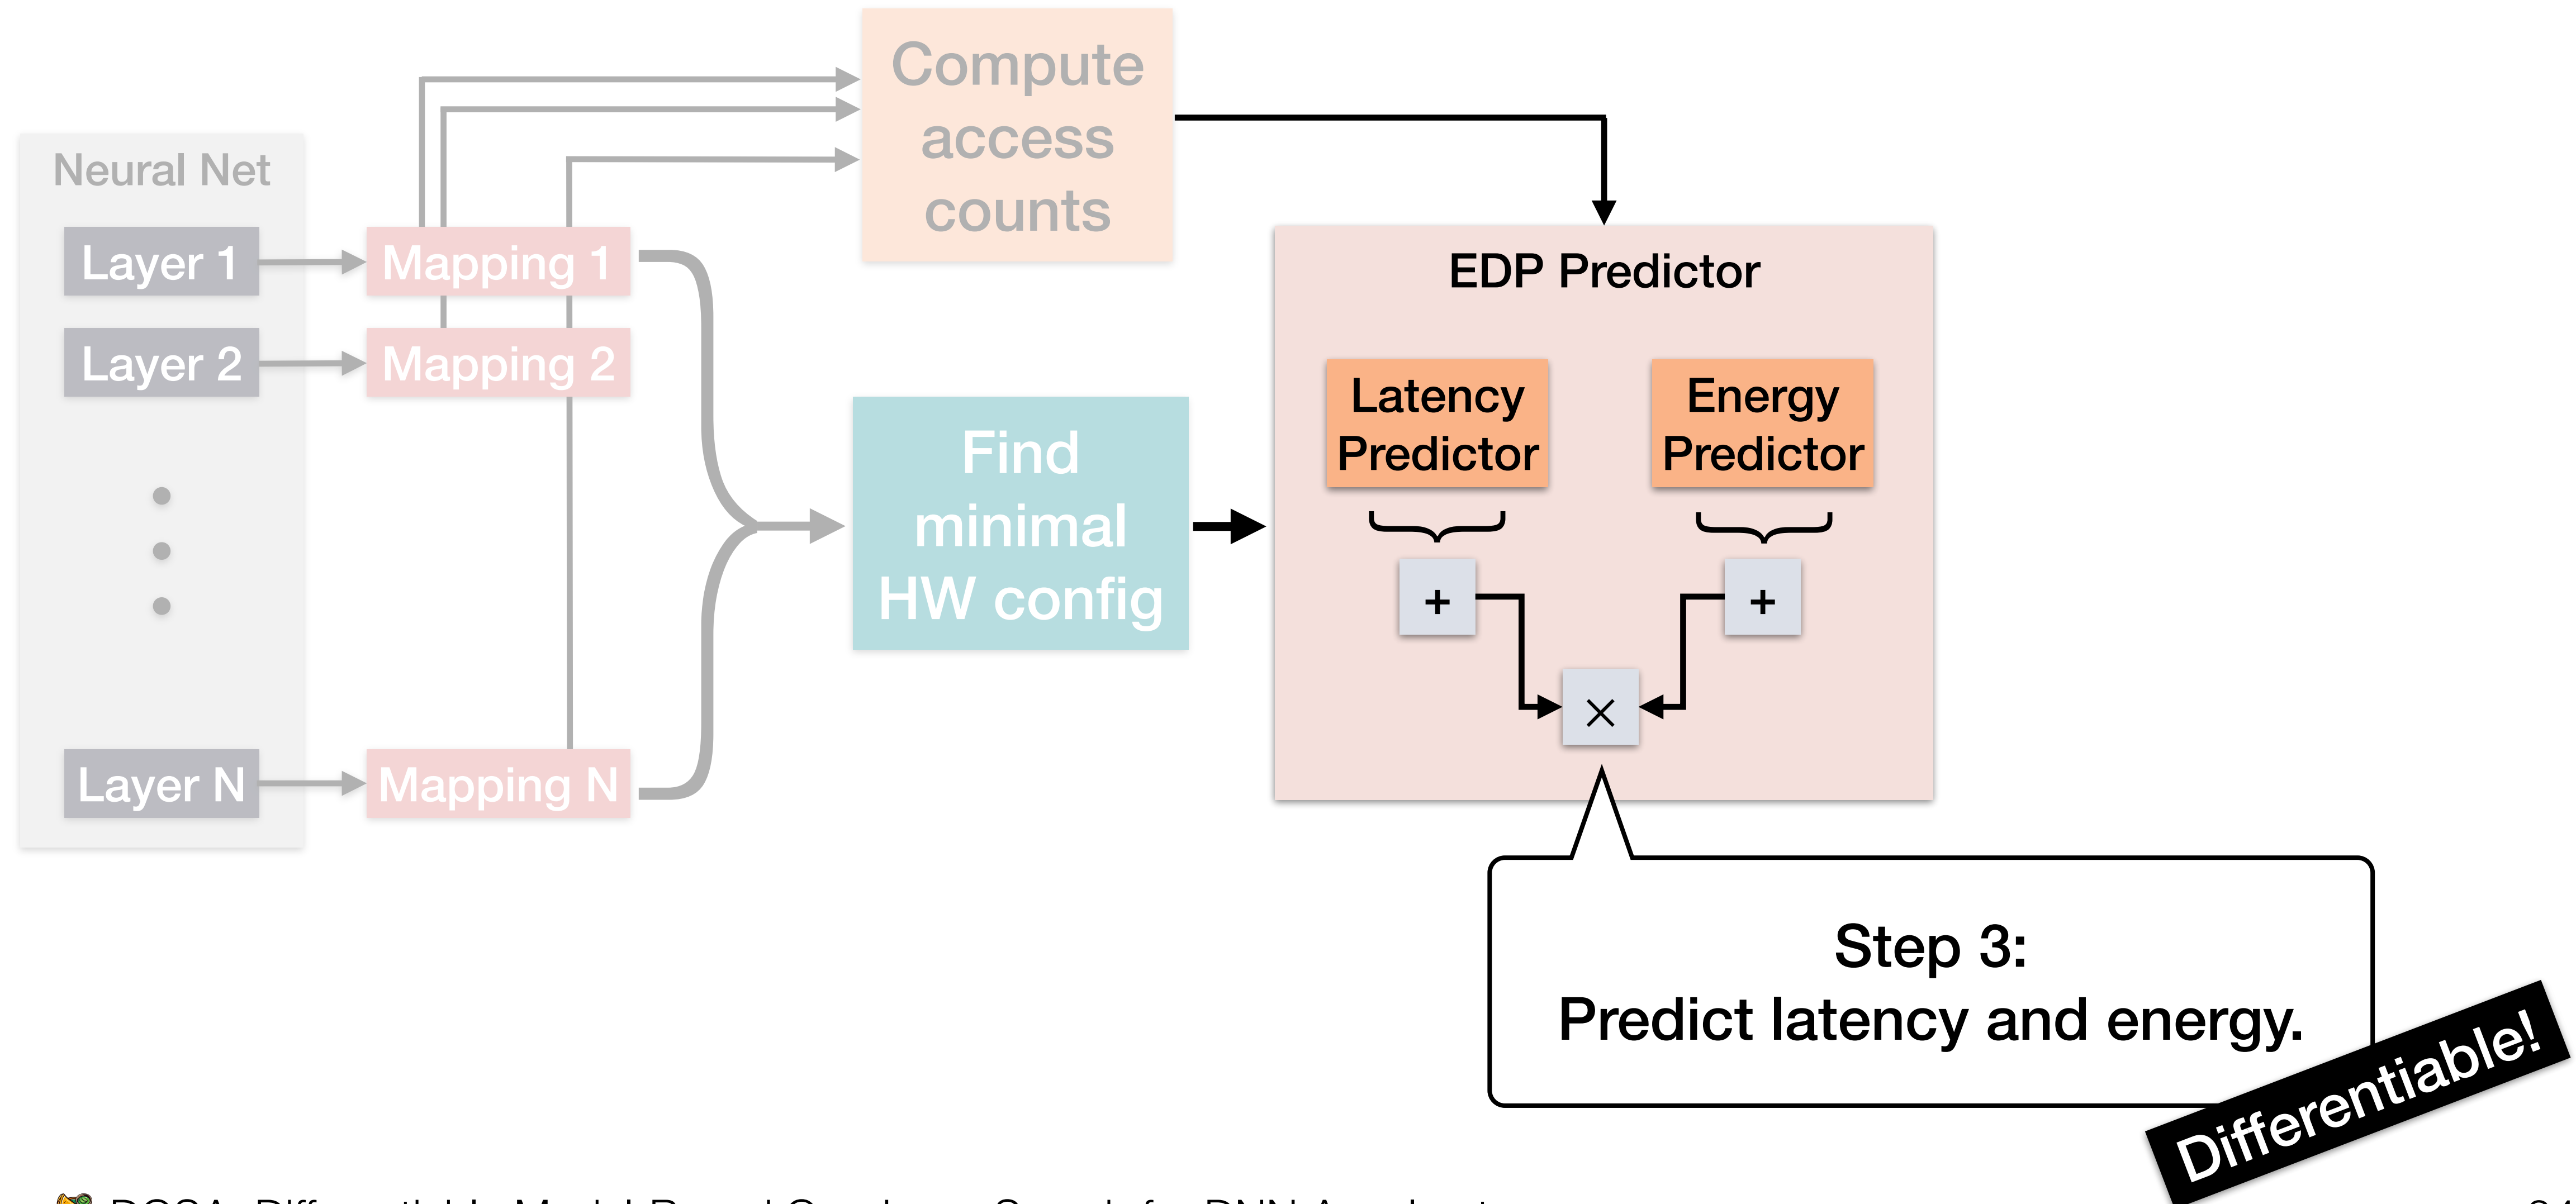 Compute
access
counts
Neural Net
Layer 1
Mapping 1
Layer 2
Mapping 2
Layer N
Mapping N
Find
minimal
HW config
EDP Predictor
Latency
Predictor
Energy
Predictor
+
+
×
Step 3:
Predict latency and energy.
Differentiable!